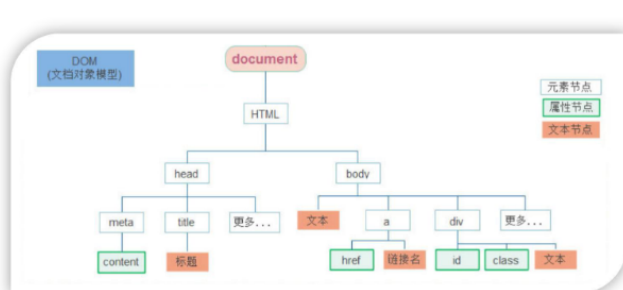 DOM
(文档对象模型)
document
元素节点
属性节点
文本节点
HTML
head
body
meta
title
更多...
文本
a
div
更多...
content
标题
href
链接名
id
class
文本